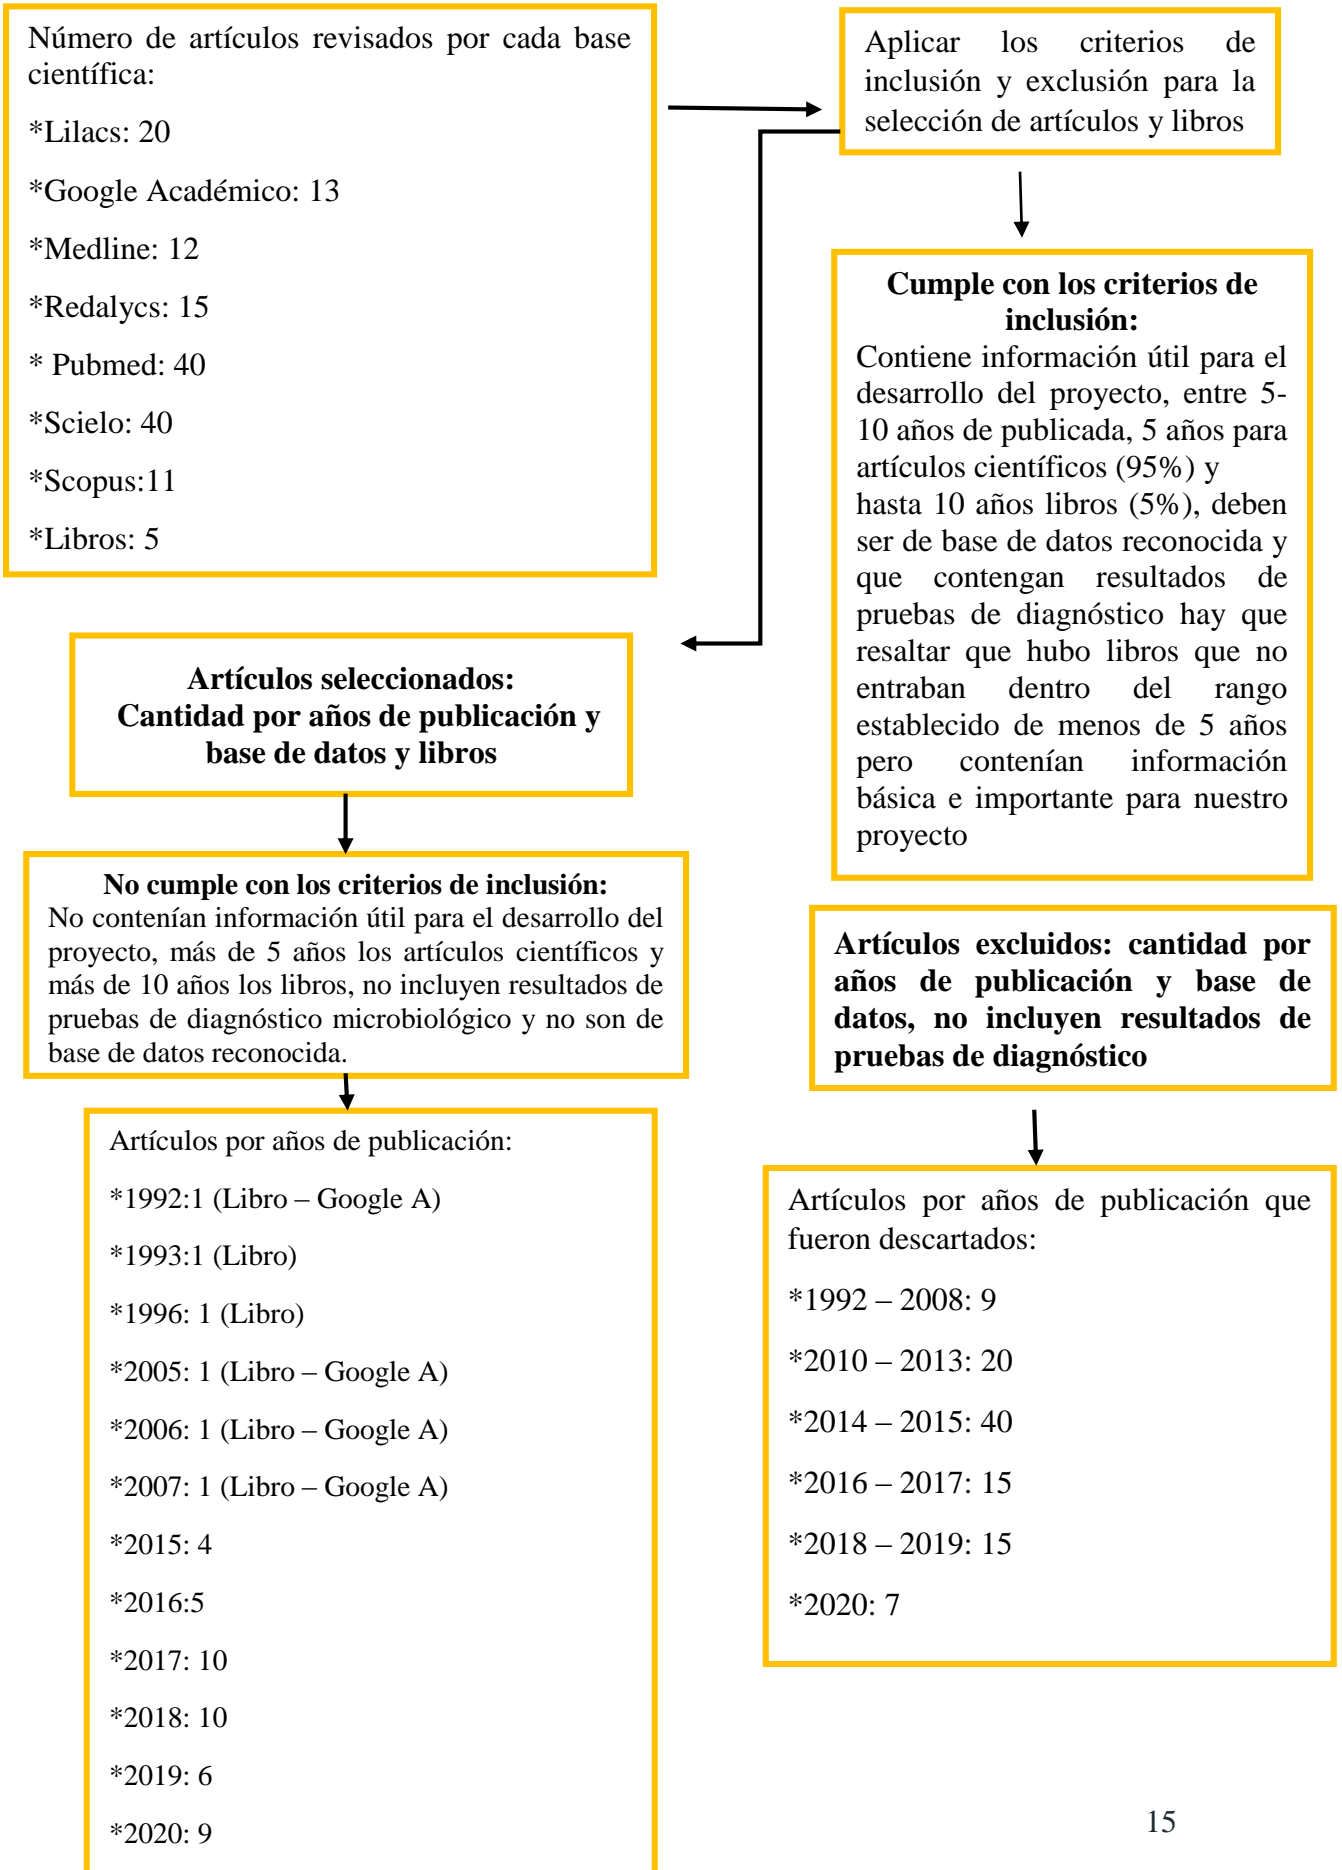 Número de artículos revisados por cada base
científica:
*Lilacs: 20
*Google Académico: 13
*Medline: 12
*Redalycs: 15
* Pubmed: 40
*Scielo: 40
*Scopus:11
*Libros: 5
Aplicar los criterios de
inclusión y exclusión para la
selección de artículos y libros
Cumple con los criterios de
inclusión:
Contiene información útil para el
desarrollo del proyecto, entre 5-
10 años de publicada, 5 años para
artículos científicos (95%) y
hasta 10 años libros (5%), deben
ser de base de datos reconocida y
que contengan resultados de
pruebas de diagnóstico hay que
resaltar que hubo libros que no
entraban dentro del rango
establecido de menos de 5 años
pero contenían información
básica e importante para nuestro
proyecto
Artículos seleccionados:
Cantidad por años de publicación y
base de datos y libros
No cumple con los criterios de inclusión:
No contenían información útil para el desarrollo del
proyecto, más de 5 años los artículos científicos y
más de 10 años los libros, no incluyen resultados de
pruebas de diagnóstico microbiológico y no son de
base de datos reconocida.
Artículos excluidos: cantidad por
años de publicación y base de
datos, no incluyen resultados de
pruebas de diagnóstico
Artículos por años de publicación:
*1992:1 (Libro – Google A)
*1993:1 (Libro)
*1996: 1 (Libro)
*2005: 1 (Libro – Google A)
*2006: 1 (Libro – Google A)
*2007: 1 (Libro – Google A)
*2015: 4
*2016:5
*2017: 10
*2018: 10
*2019: 6
*2020: 9
Artículos por años de publicación que
fueron descartados:
*1992 – 2008: 9
*2010 – 2013: 20
*2014 – 2015: 40
*2016 – 2017: 15
*2018 – 2019: 15
*2020: 7
15